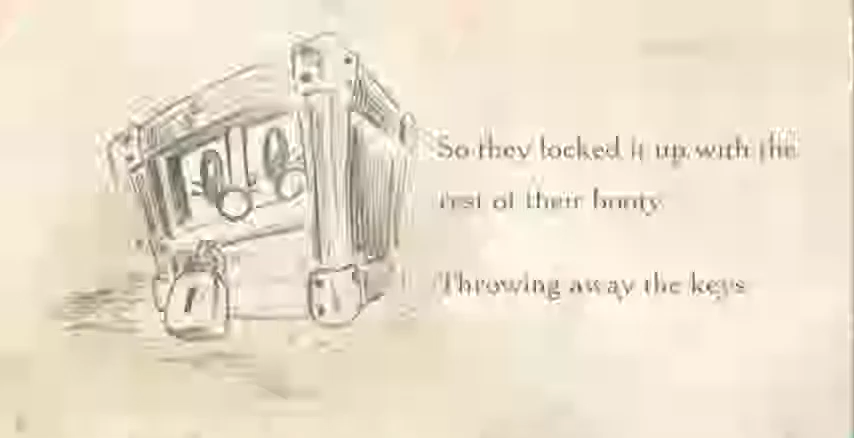 So they locked it up with the
rest of their booty
Throwing away the keys